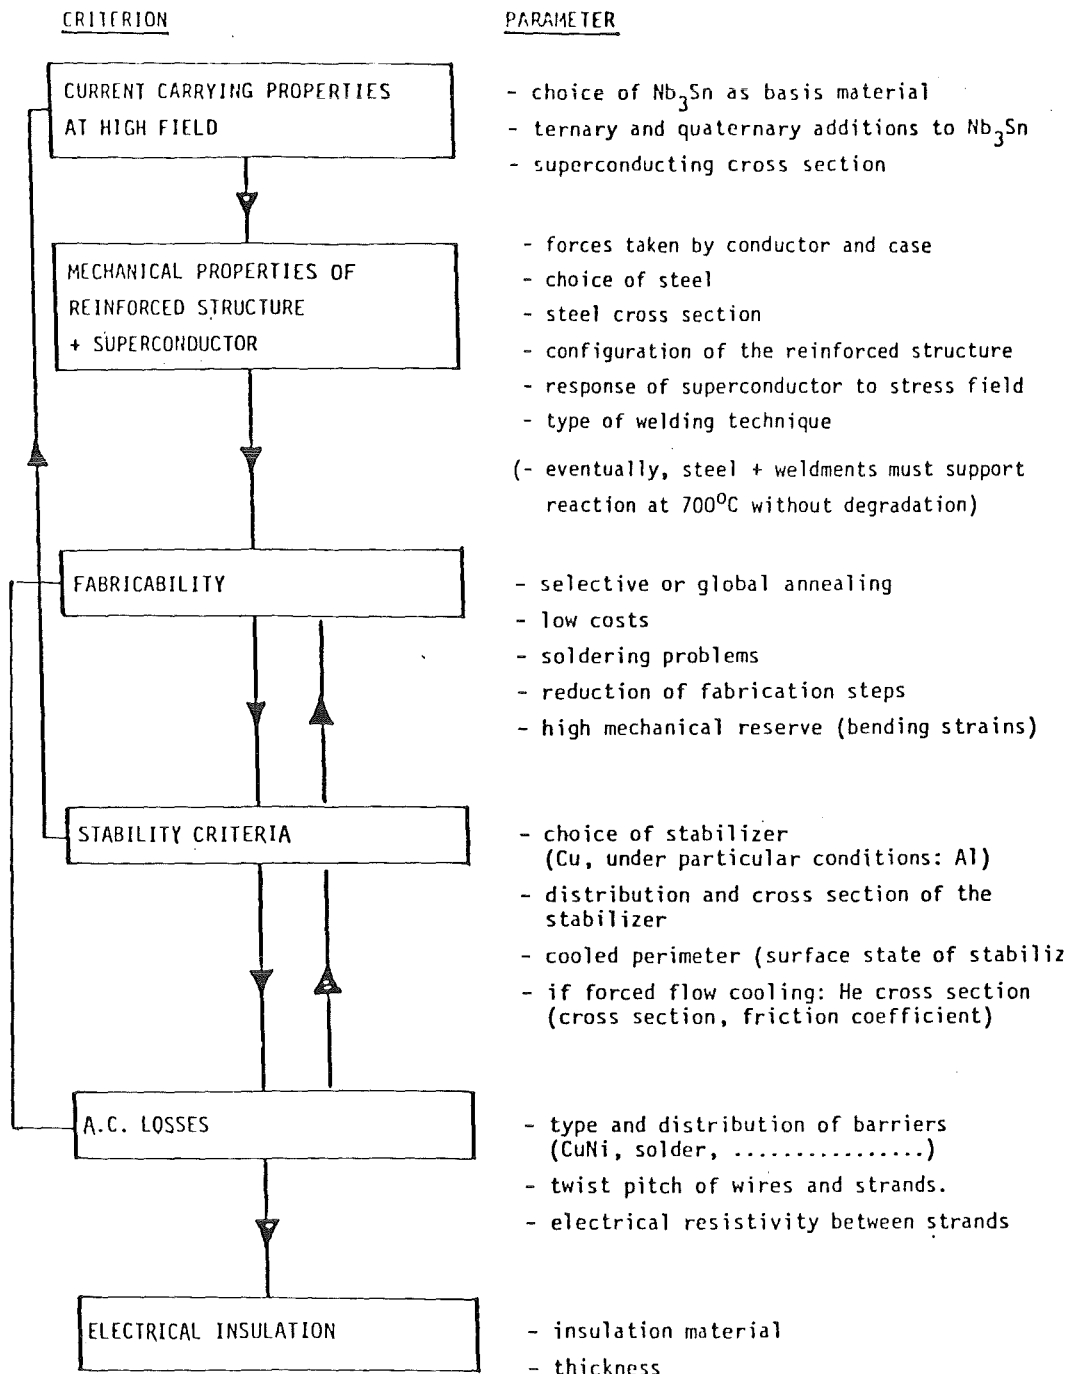 CRITERION
PARAMETER
CURRENT CARRYING PROPERTIES
AT HIGH FIELD
- choice of Nb3Sn as basis material
- ternary and quaternary additions to Nb3Sn
- superconducting cross section
MECHANICAL PROPERTIES OF
REINFORCED STRUCTURE
+ SUPERCONDUCTOR
- forces taken by conductor and case
- choice of steel
- steel cross section
- configuration of the reinforced structure
- response of superconductor to stress field
- type of welding technique
(- eventually, steel + weldments must support
reaction at 700°C without degradation)
FABRICABILITY
- selective or global annealing
- low costs
- soldering problems
- reduction of fabrication steps
- high mechanical reserve (bending strains)
STABILITY CRITERIA
- choice of stabilizer
(Cu, under particular conditions: Al)
- distribution and cross section of the
stabilizer
- cooled perimeter (surface state of stabiliz
- if forced flow cooling: He cross section
(cross section, friction coefficient)
A.C. LOSSES
- type and distribution of barriers
(CuNi, solder, ................)
- twist pitch of wires and strands.
- electrical resistivity between strands
ELECTRICAL INSULATION
- insulation material
- thickness